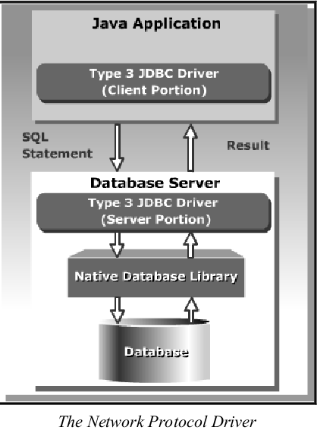 Java Application
Type 3 JDBC Driver
(Client Portion)
SQL
Statement
Result
Database Server
Type 3 JDBC Driver
(Server Portion)
Native Database Library
Database
The Network Protocol Driver